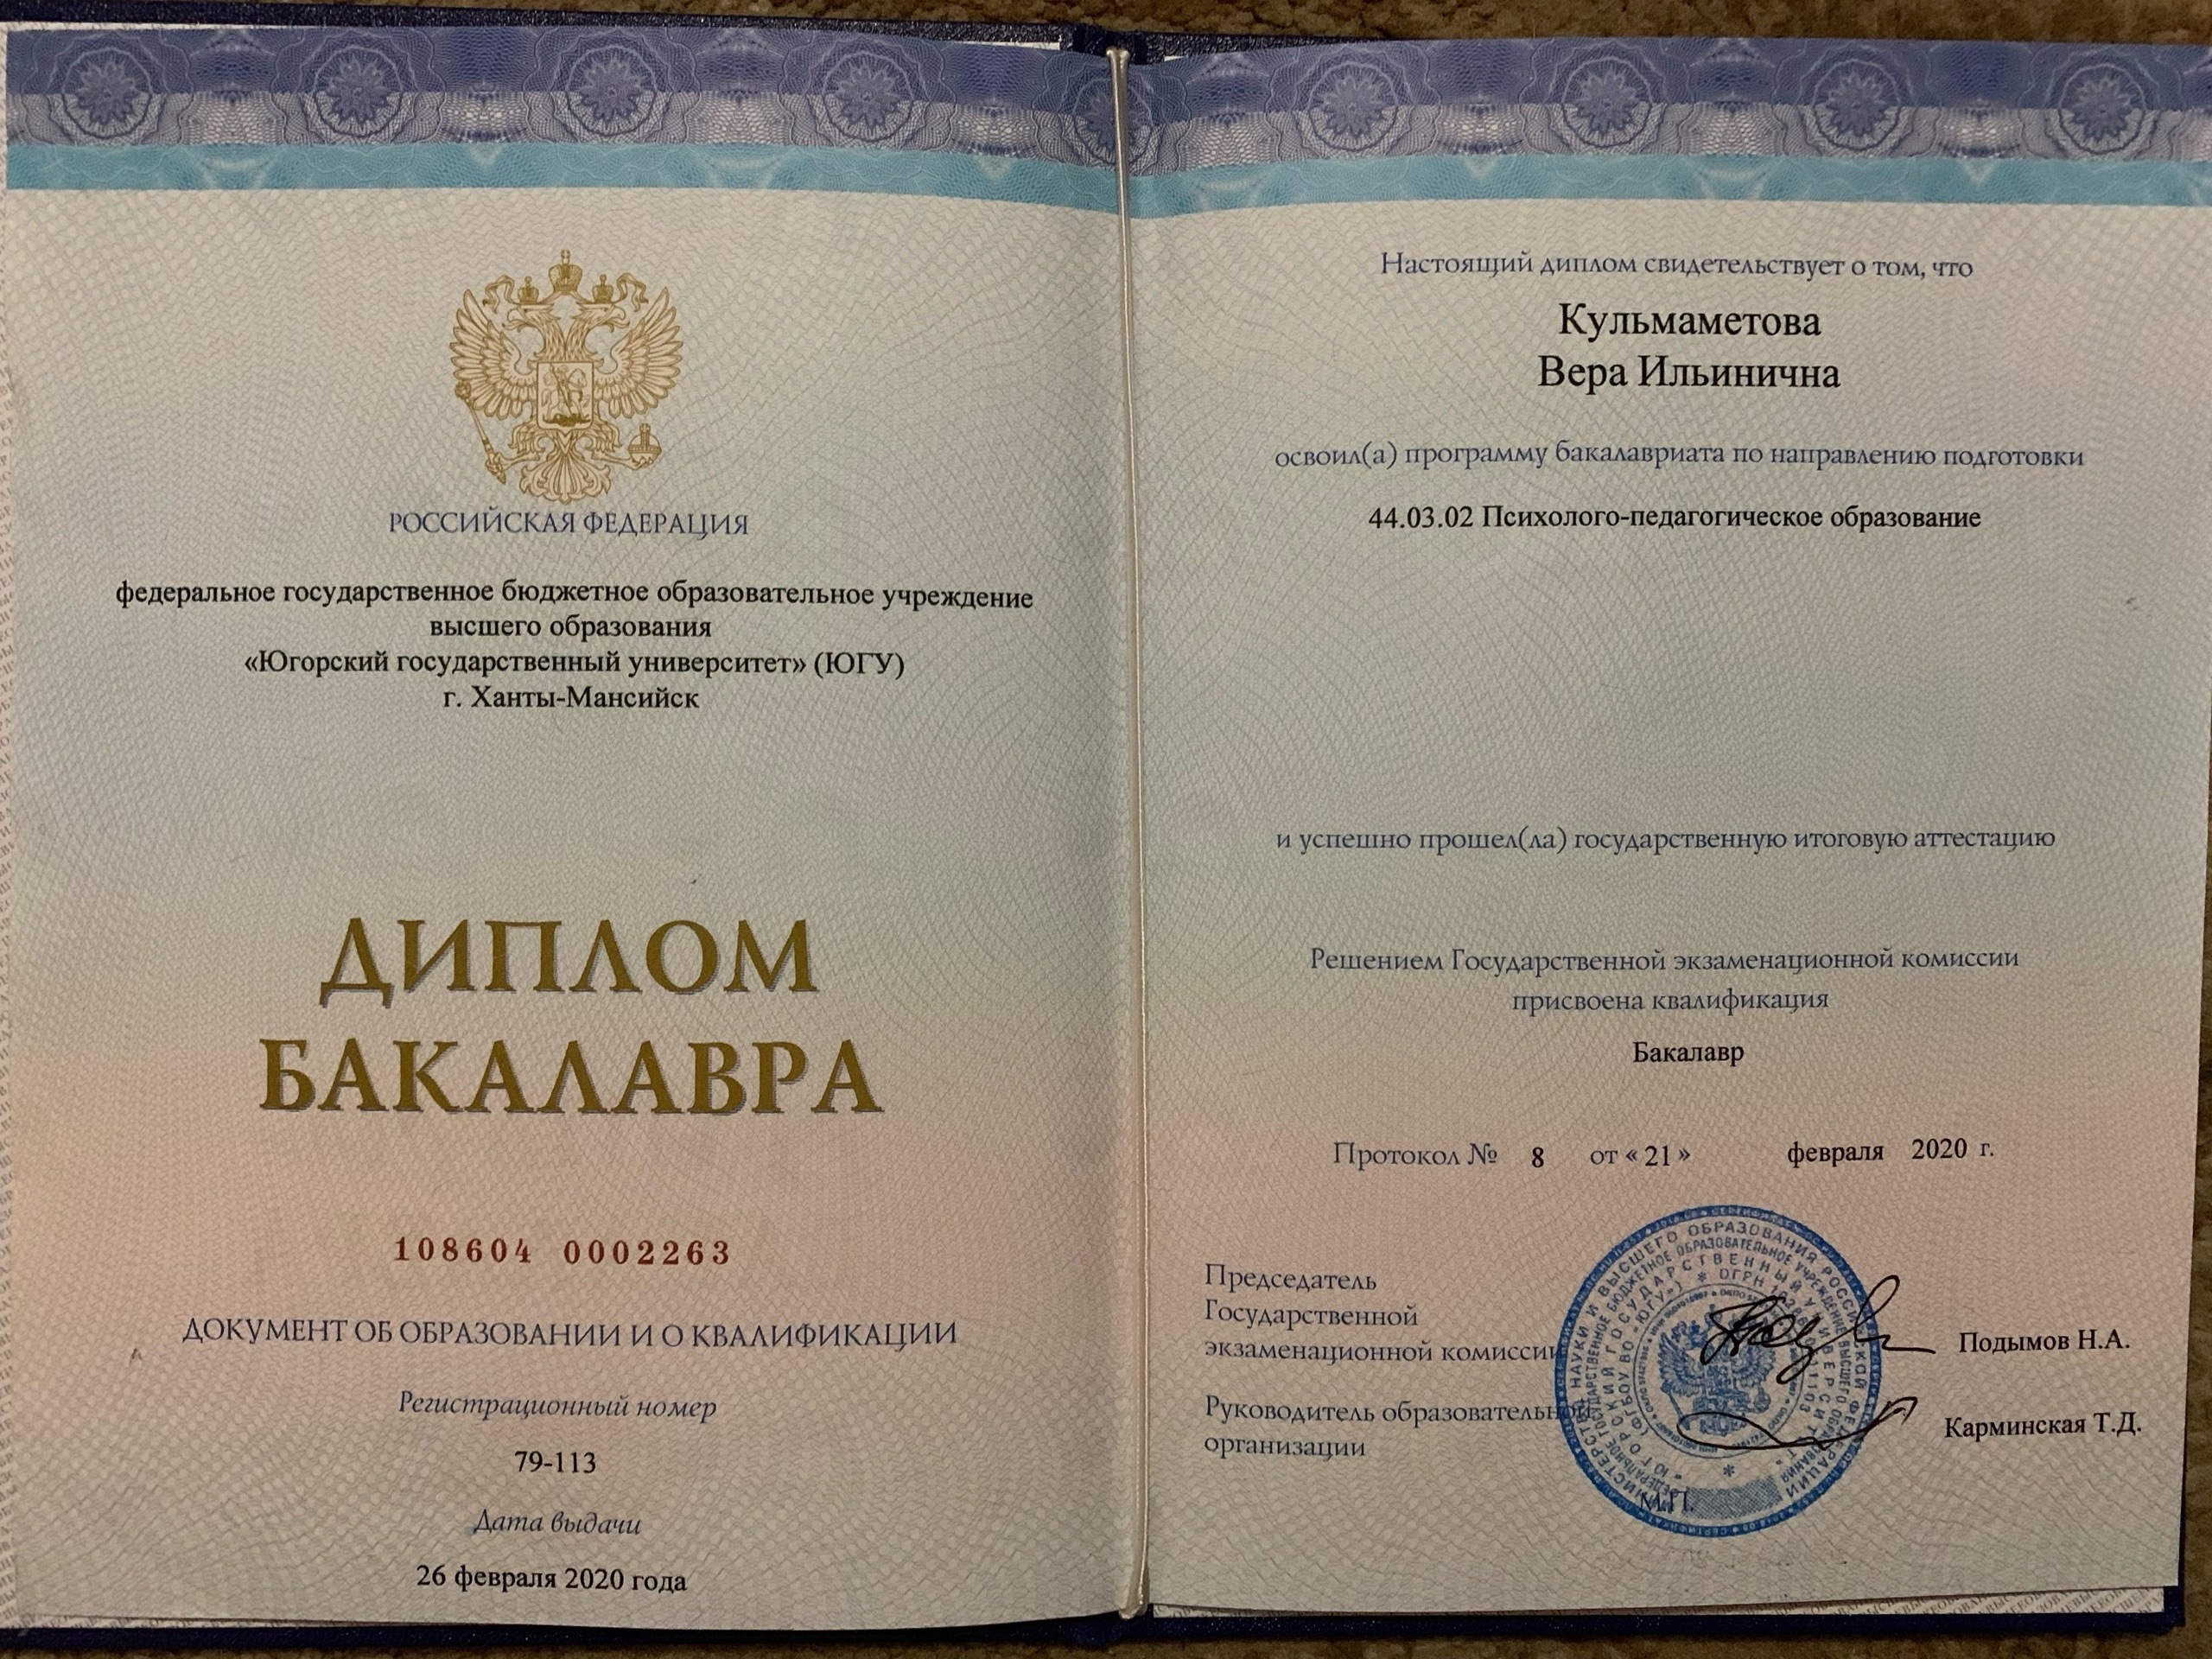 РОССИЙСКАЯ ФЕДЕРАЦИЯ
федеральное государственное бюджетное образовательное учреждение
высшего образования
«Югорский государственный университет» (ЮГУ)
г. Ханты-Мансийск
ДИПЛОМ
БАКАЛАВРА
108604 0002263
ДОКУМЕНТ ОБ ОБРАЗОВАНИИ И О КВАЛИФИКАЦИИ
Регистрационный номер
79-113
Дата выдачи
26 февраля 2020 года
Настоящий диплом свидетельствует о том, что
Кульмаметова
Вера Ильинична
освоил(а) программу бакалавриата по направлению подготовки
44.03.02 Психолого-педагогическое образование
и успешно прошел(ла) государственную итоговую аттестацию
Решением Государственной экзаменационной комиссии
присвоена квалификация
Бакалавр
Протокол № 8 от « 21 » февраля 2020 г.
Председатель
Государственной
экзаменационной комиссии
Подымов Н.А.
Руководитель образовательной
организации
Карминская Т.Д.
М.П.